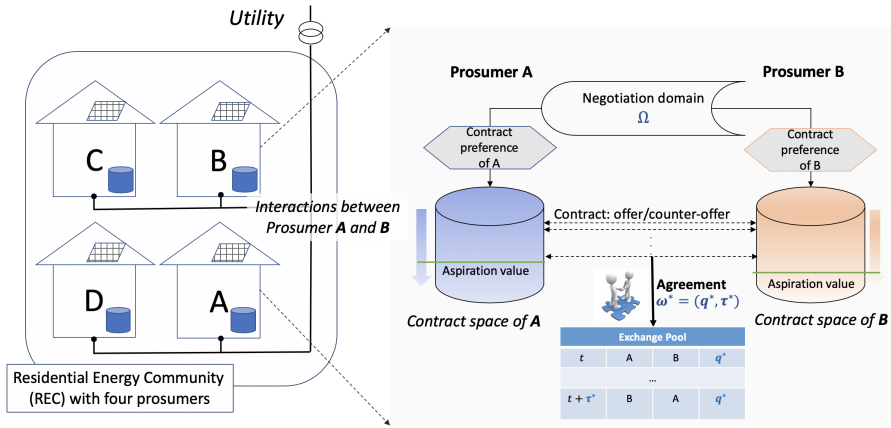 Utility
C
B
D
A
Interactions between
Prosumer A and B
Residential Energy Community
(REC) with four prosumers
Prosumer A
Prosumer B
Negotiation domain
Ω
Contract
preference
of A
Contract
preference
of B
Contract: offer/counter-offer
Aspiration value
Aspiration value
Agreement
ω* = (q*, τ*)
Contract space of A
Contract space of B
Exchange Pool
t A B q*
...
t + τ* B A q*